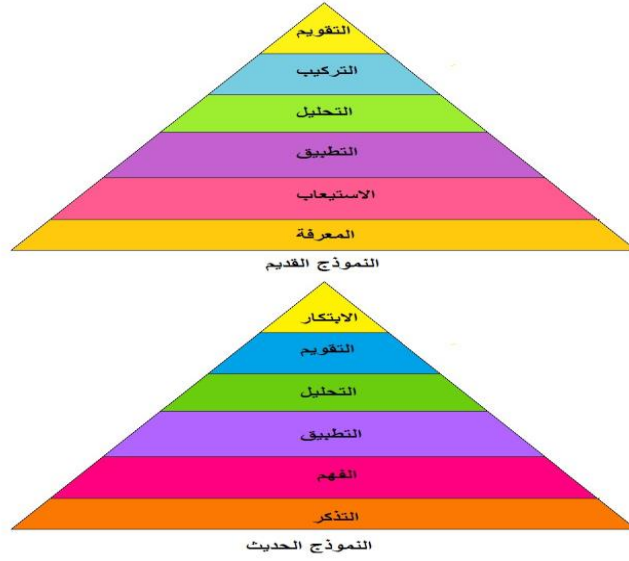 التقويم
التركيب
التحليل
التطبيق
الاستيعاب
المعرفة
النموذج القديم
الابتكار
التقويم
التحليل
التطبيق
الفهم
التذكر
النموذج الحديث